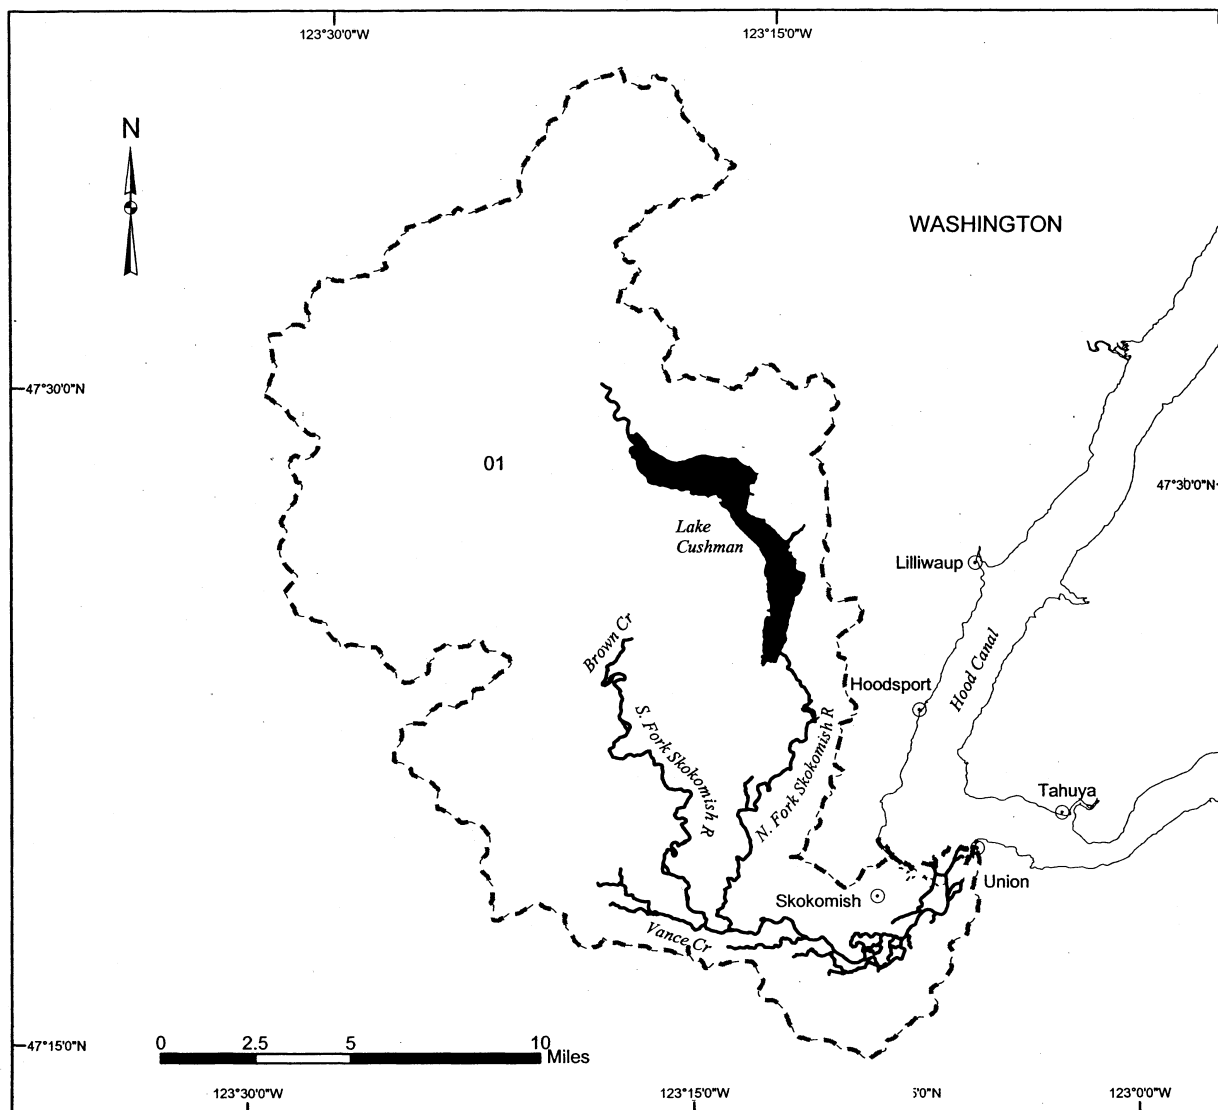 123°30'0"W
123°15'0"W
N
WASHINGTON
47°30'0"N
01
47°30'0"N
Lake
Cushman
Lilliwaup
Brown Cr
Hood Canal
Hoodsport
S. Fork Skokomish R
N. Fork Skokomish R
Tahuya
Union
Skokomish
Vance Cr
0 2.5 5 10
Miles
47°15'0"N
123°30'0"W
123°15'0"W
'0"N
123°0'0"W